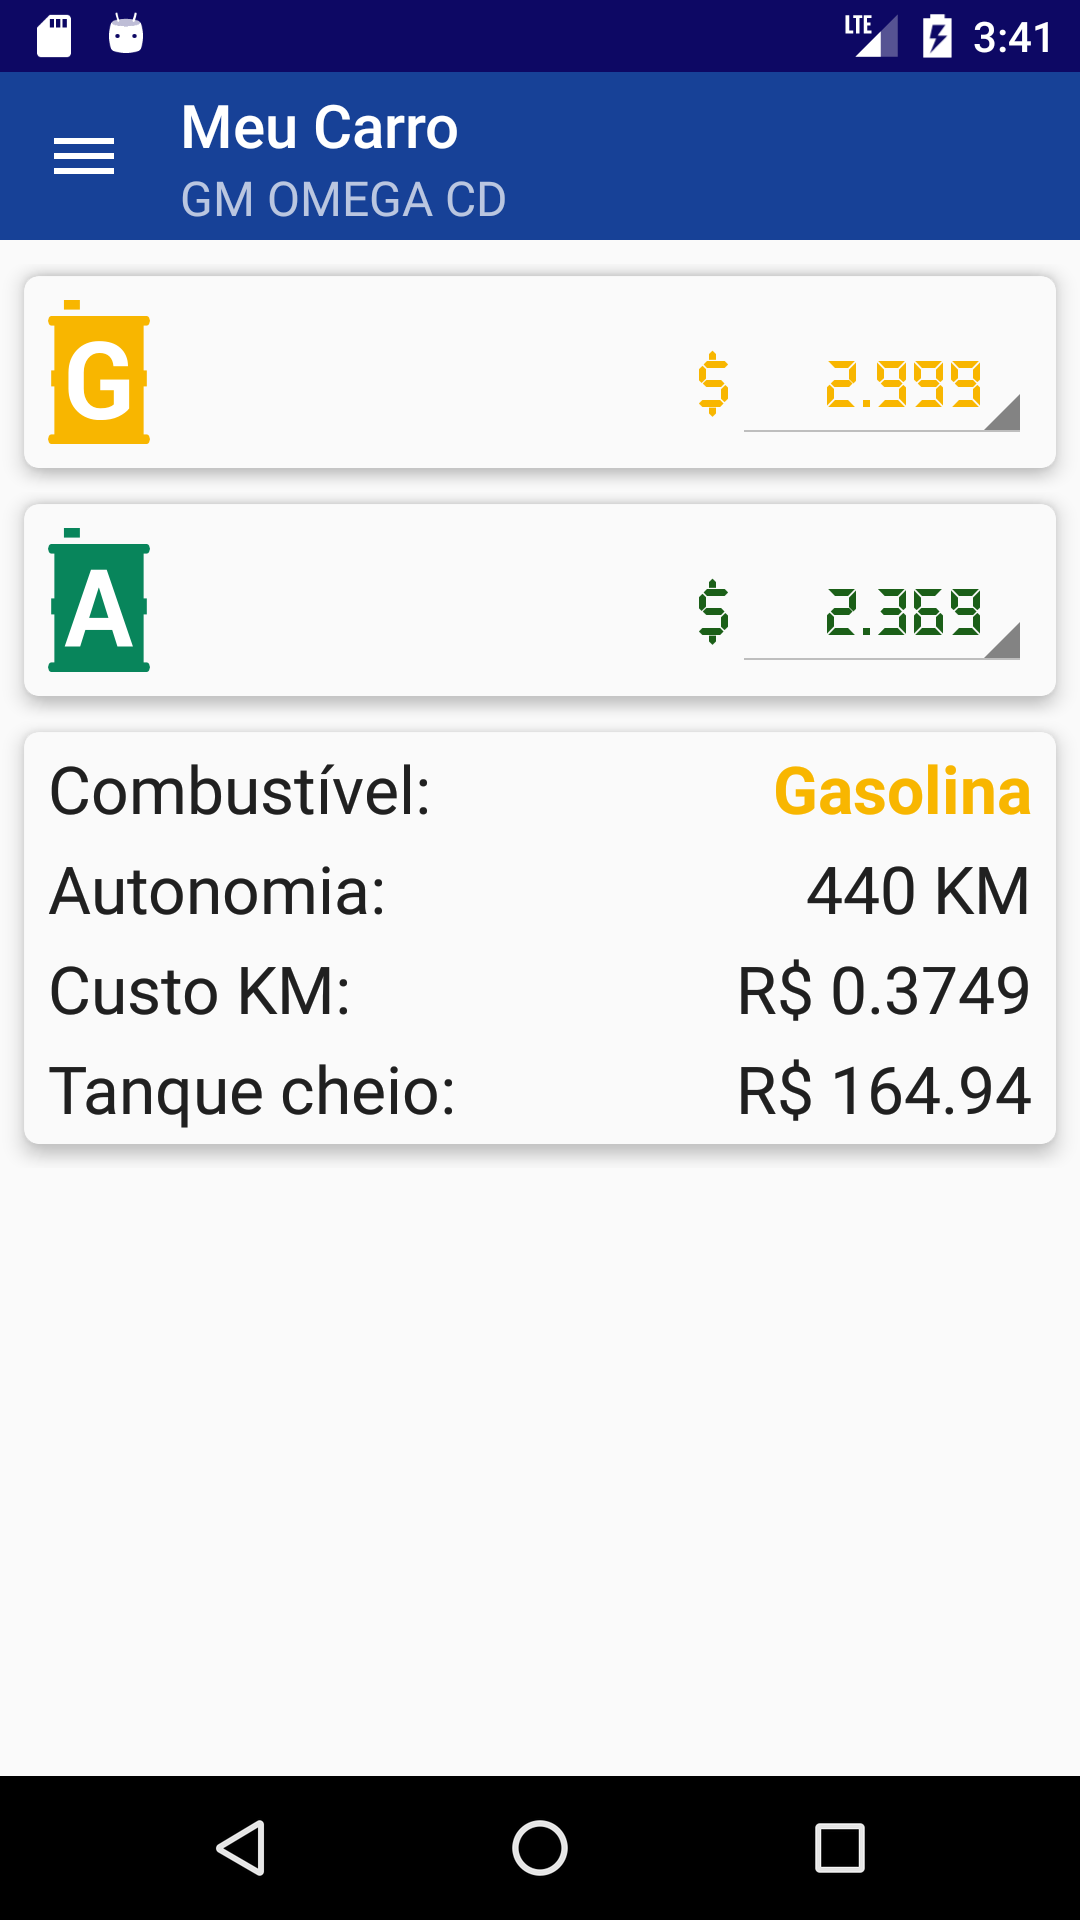 LTE 3:41
Meu Carro
GM OMEGA CD
G $ 2.999
A $ 2.369
Combustível: Gasolina
Autonomia: 440 KM
Custo KM: R$ 0.3749
Tanque cheio: R$ 164.94